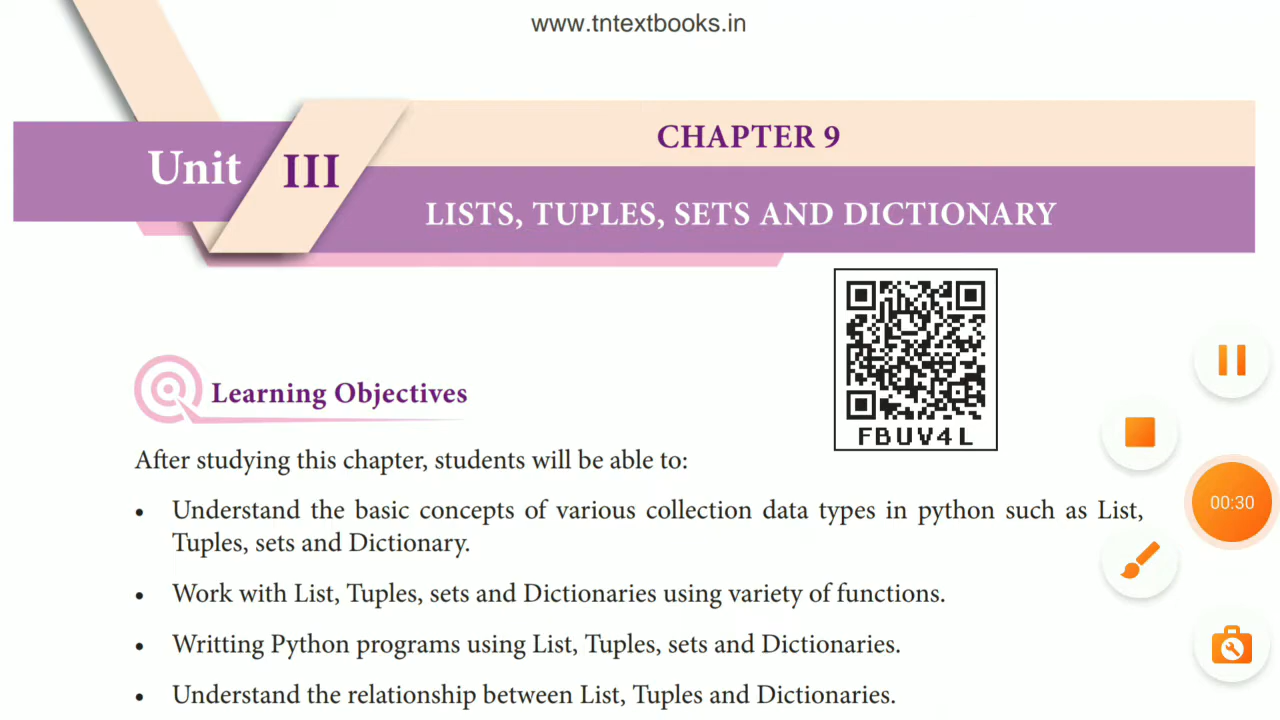 www.tntextbooks.in
Unit III
CHAPTER 9
LISTS, TUPLES, SETS AND DICTIONARY
FBUV4L
Learning Objectives
After studying this chapter, students will be able to:
• Understand the basic concepts of various collection data types in python such as List,
Tuples, sets and Dictionary.
• Work with List, Tuples, sets and Dictionaries using variety of functions.
• Writting Python programs using List, Tuples, sets and Dictionaries.
• Understand the relationship between List, Tuples and Dictionaries.
00:30